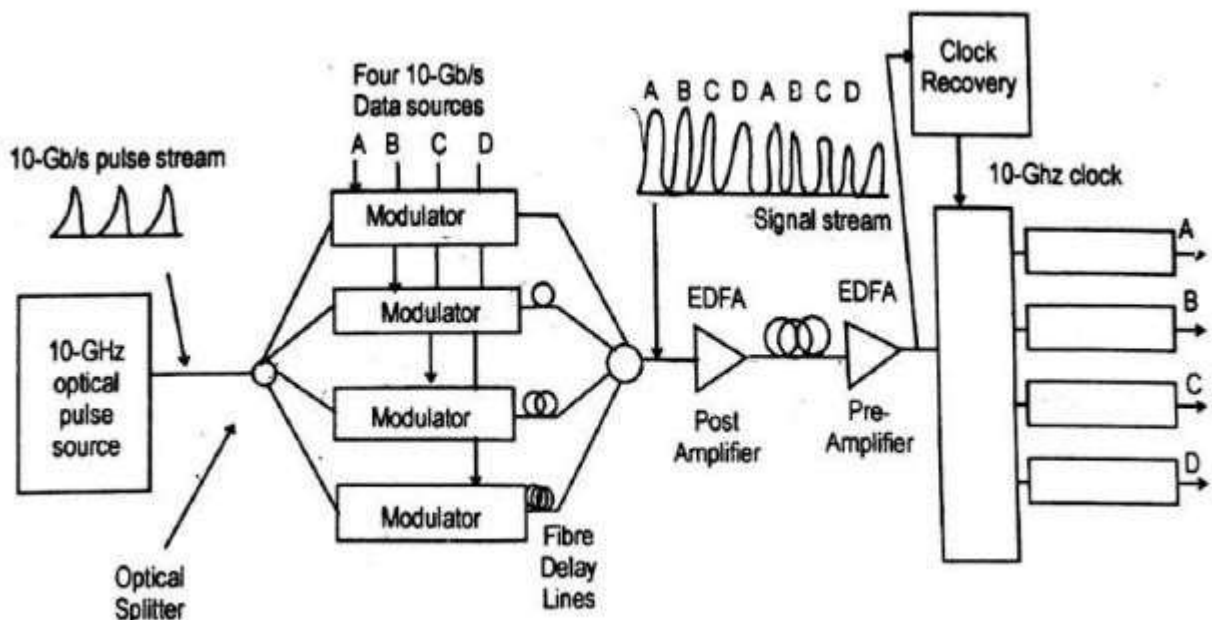 10-Gb/s pulse stream
10-GHz
optical
pulse
source
Optical
Splitter
Four 10-Gb/s
Data sources
A B C D
Modulator
Modulator
Modulator
Modulator
Fibre
Delay
Lines
A B C D A B C D
Signal stream
EDFA
Post
Amplifier
EDFA
Pre-
Amplifier
Clock
Recovery
10-Ghz clock
A
B
C
D